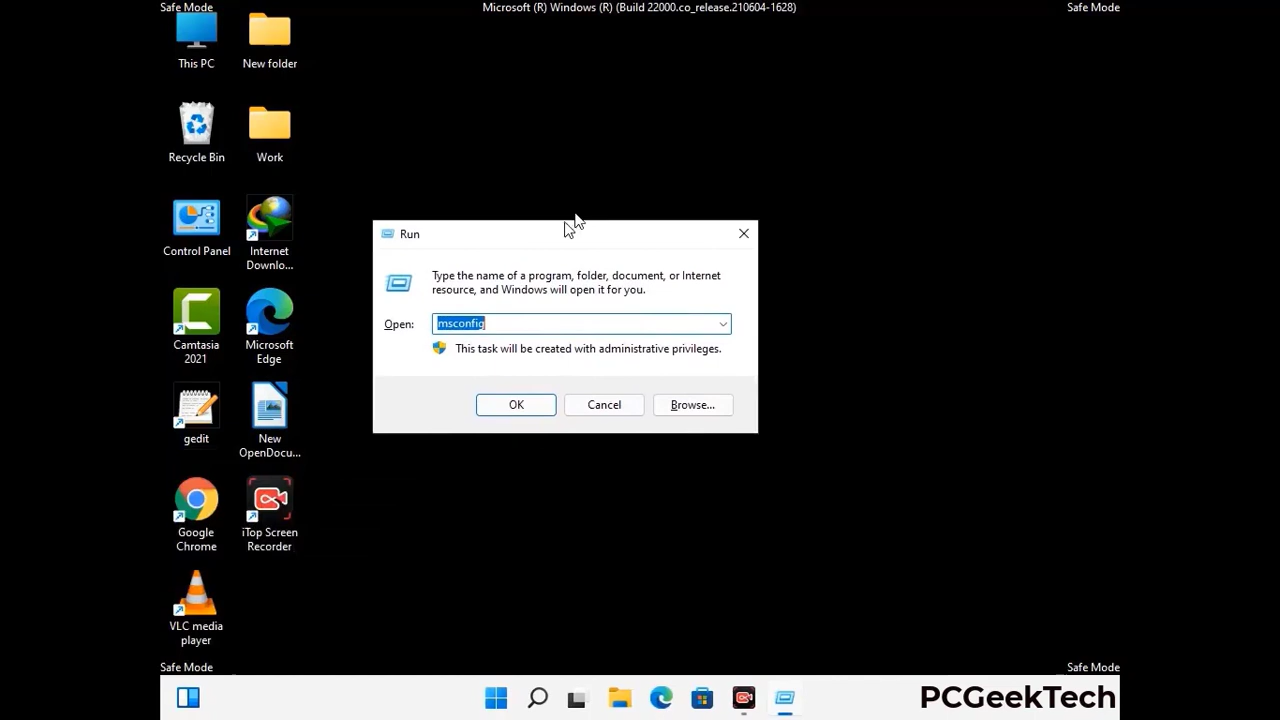 Safe Mode
Microsoft (R) Windows (R) (Build 22000.co_release.210604-1628)
Safe Mode
This PC
New folder
Recycle Bin
Work
Control Panel
Internet
Downlo...
Camtasia
2021
Microsoft
Edge
gedit
New
OpenDocu...
Google
Chrome
iTop Screen
Recorder
VLC media
player
Run
Type the name of a program, folder, document, or Internet
resource, and Windows will open it for you.
Open:
msconfig
This task will be created with administrative privileges.
OK
Cancel
Browse...
Safe Mode
Safe Mode
PCGeekTech